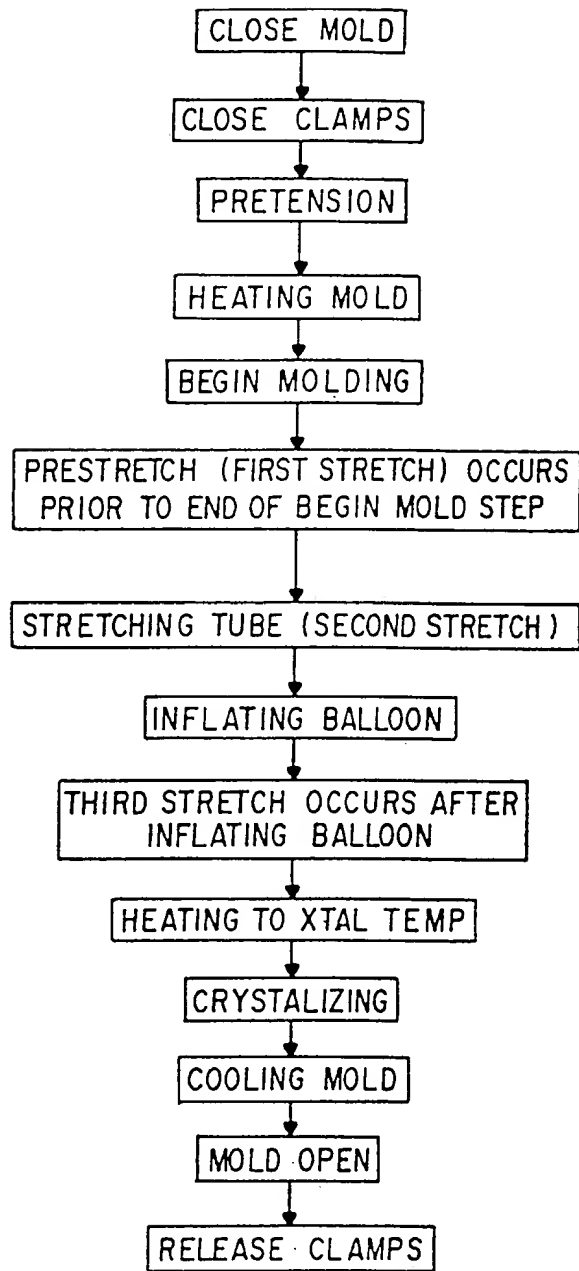 CLOSE MOLD
CLOSE CLAMPS
PRETENSION
HEATING MOLD
BEGIN MOLDING
PRESTRETCH (FIRST STRETCH) OCCURS
PRIOR TO END OF BEGIN MOLD STEP
STRETCHING TUBE (SECOND STRETCH)
INFLATING BALLOON
THIRD STRETCH OCCURS AFTER
INFLATING BALLOON
HEATING TO XTAL TEMP
CRYSTALIZING
COOLING MOLD
MOLD OPEN
RELEASE CLAMPS